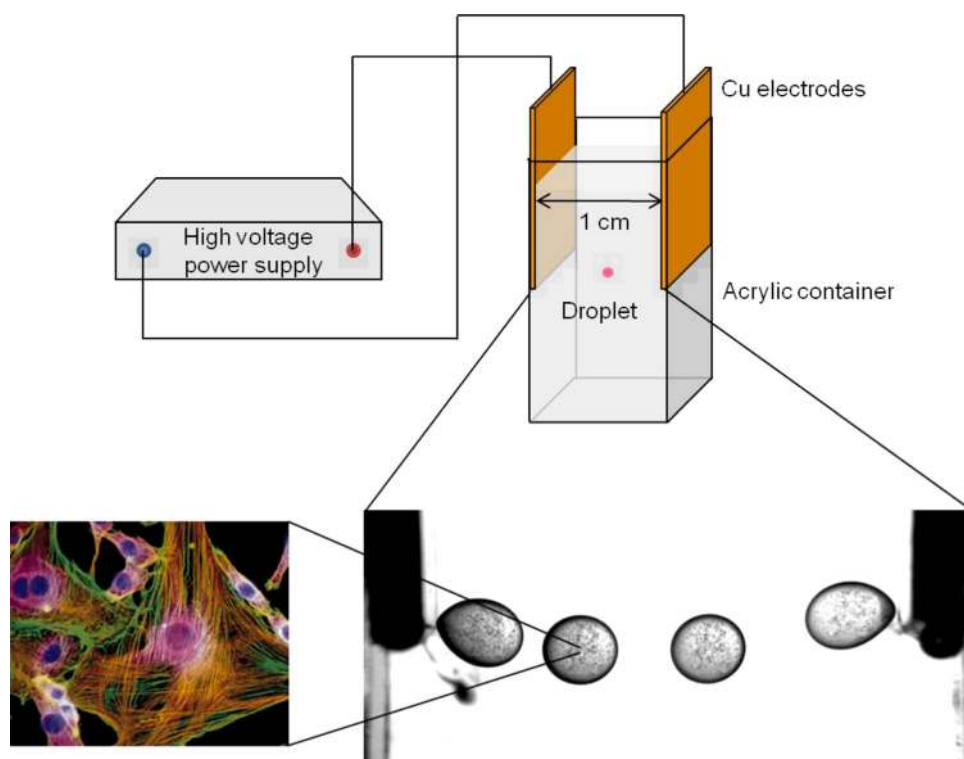 Cu electrodes
High voltage
power supply
1 cm
Droplet
Acrylic container